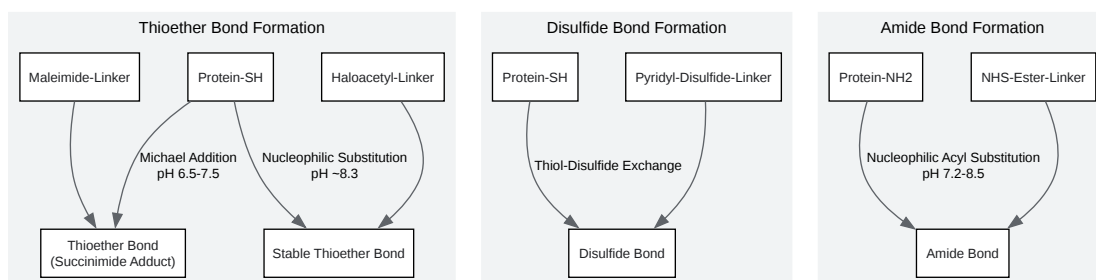 Thioether Bond Formation
Maleimide-Linker
Protein-SH
Haloacetyl-Linker
Michael Addition
pH 6.5-7.5
Nucleophilic Substitution
pH ~8.3
Thioether Bond
(Succinimide Adduct)
Stable Thioether Bond
Disulfide Bond Formation
Protein-SH
Pyridyl-Disulfide-Linker
Thiol-Disulfide Exchange
Disulfide Bond
Amide Bond Formation
Protein-NH2
NHS-Ester-Linker
Nucleophilic Acyl Substitution
pH 7.2-8.5
Amide Bond